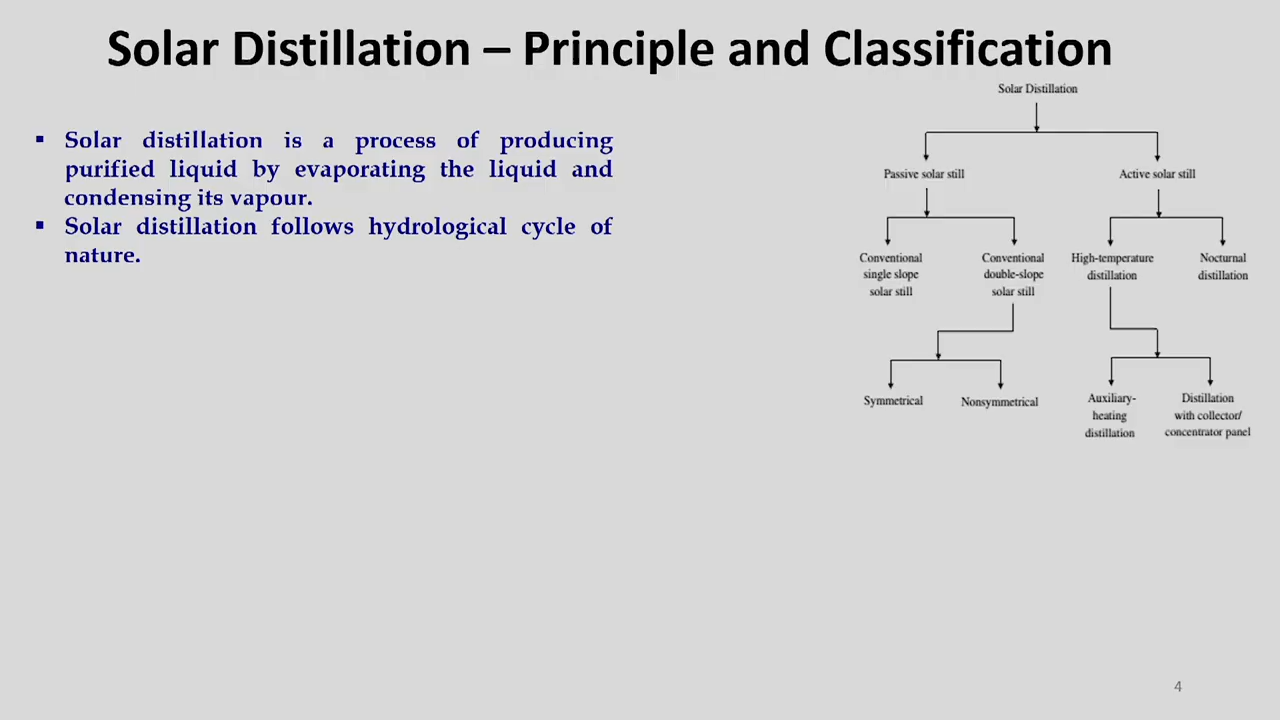 Solar Distillation – Principle and Classification
▪ Solar distillation is a process of producing
purified liquid by evaporating the liquid and
condensing its vapour.
▪ Solar distillation follows hydrological cycle of
nature.
Solar Distillation
Passive solar still
Active solar still
Conventional
single slope
solar still
Conventional
double-slope
solar still
High-temperature
distillation
Nocturnal
distillation
Symmetrical
Nonsymmetrical
Auxiliary-
heating
distillation
Distillation
with collector/
concentrator panel
4